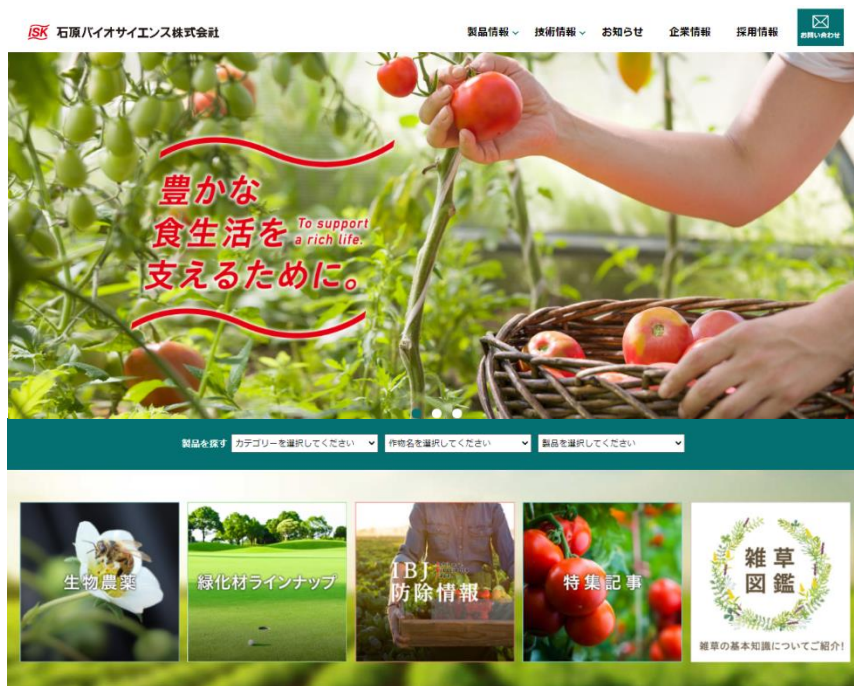 ISK 石原バイオサイエンス株式会社
製品情報 技術情報 お知らせ 企業情報 採用情報 お問い合わせ
豊かな
食生活を
支えるために。
To support
a rich life.
製品を探す カテゴリーを選択してください 作物名を選択してください 製品を選択してください
生物農薬
緑化材ラインナップ
IBJ
防除情報
特集記事
雑草
図鑑
雑草の基本知識についてご紹介!